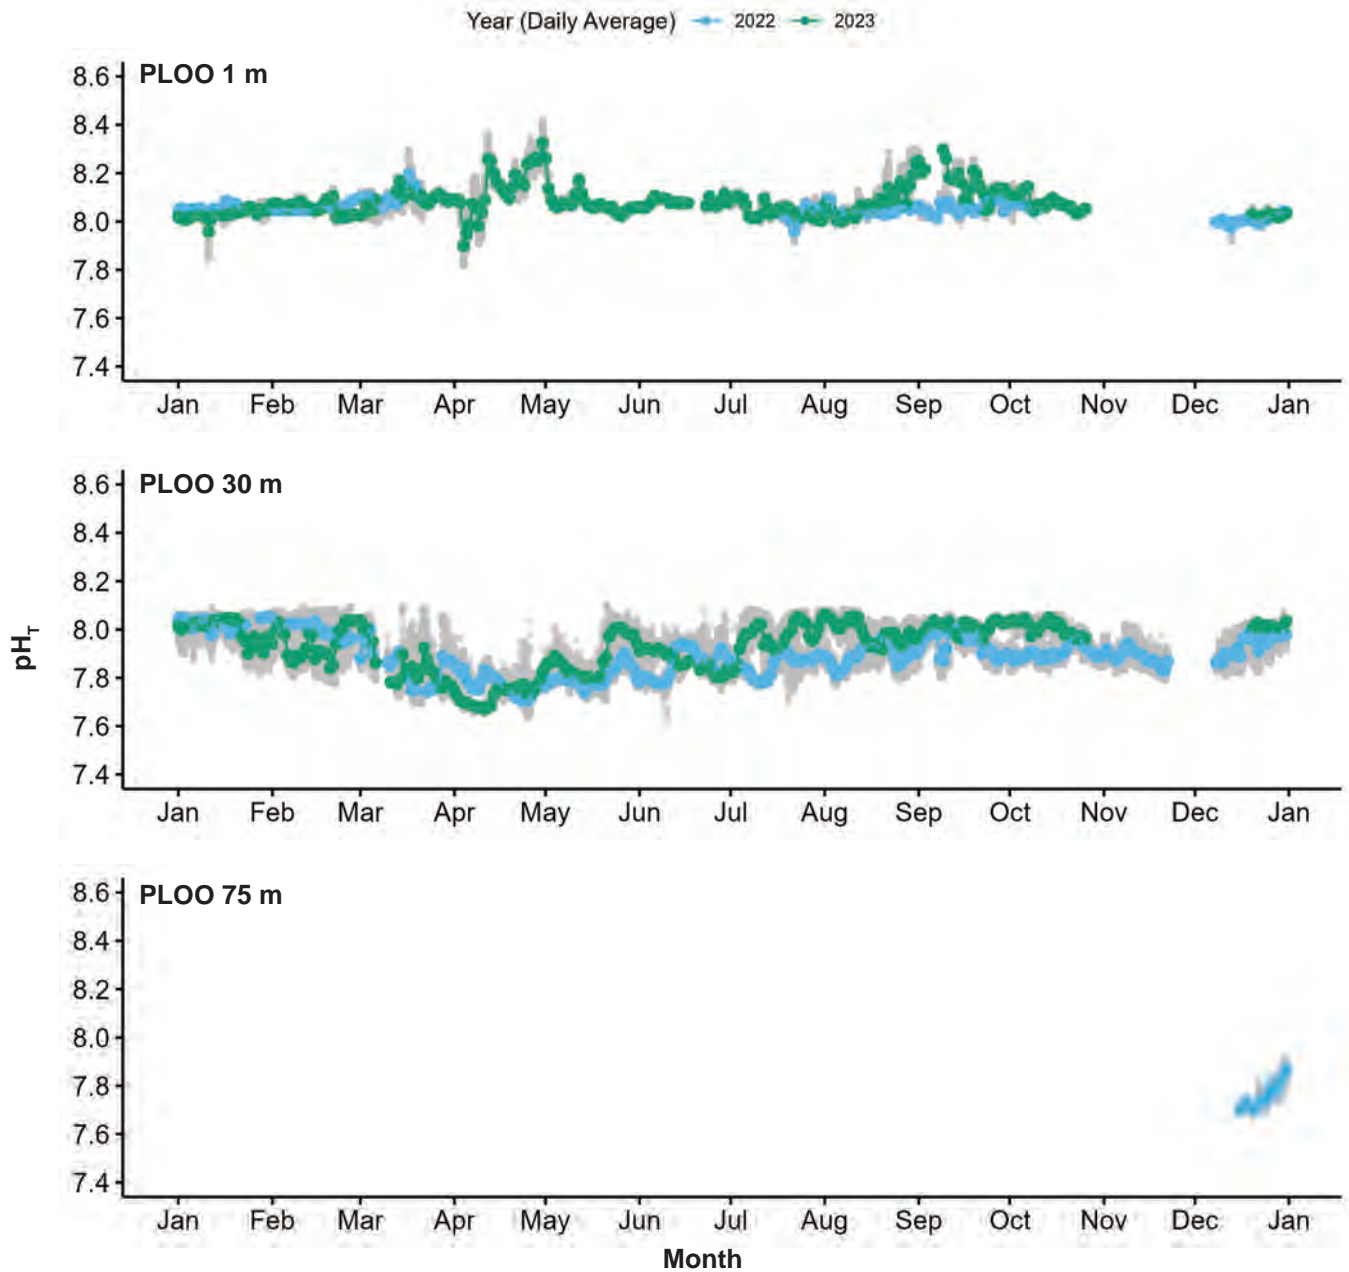 Year (Daily Average) 2022 2023
PLOO 1 m
8.6
8.4
8.2
8.0
7.8
7.6
7.4
Jan Feb Mar Apr May Jun Jul Aug Sep Oct Nov Dec Jan
PLOO 30 m
8.6
8.4
8.2
8.0
7.8
7.6
7.4
Jan Feb Mar Apr May Jun Jul Aug Sep Oct Nov Dec Jan
pHT
PLOO 75 m
8.6
8.4
8.2
8.0
7.8
7.6
7.4
Jan Feb Mar Apr May Jun Jul Aug Sep Oct Nov Dec Jan
Month